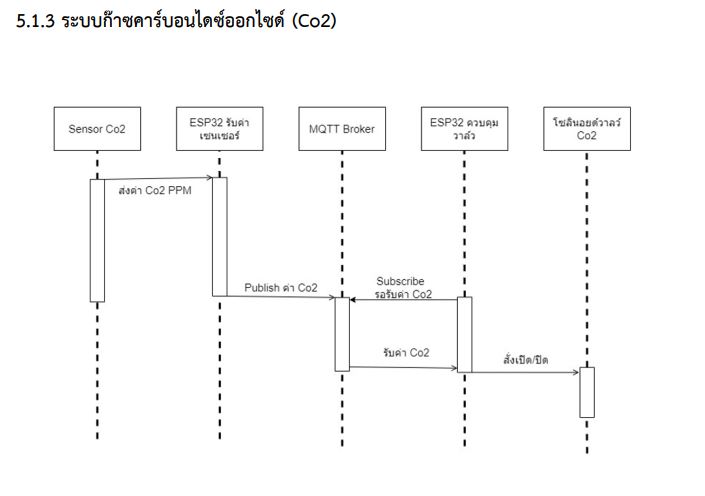 5.1.3 ระบบก๊าซคาร์บอนไดซ์ออกไซด์ (Co2)
Sensor Co2
ESP32 รับค่า
เซนเซอร์
MQTT Broker
ESP32 ควบคุม
วาล์ว
โซลินอยด์วาลว์
Co2
ส่งค่า Co2 PPM
Publish ค่า Co2
Subscribe
รอรับค่า Co2
รับค่า Co2
สั่งเปิด/ปิด